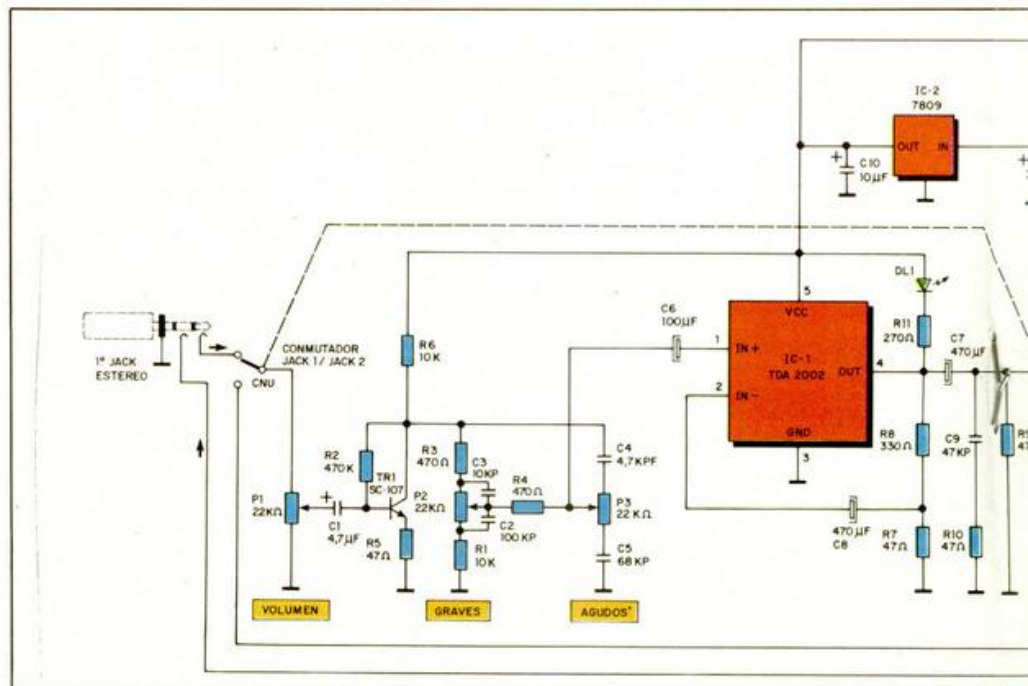 IC-2
7809
OUT
IN
+
C10
10µF
+
DL1
C6
100µF
5
VCC
R11
270Ω
C7
470µF
1
IN+
IC-1
TDA 2002
OUT
4
2
IN-
GND
3
R6
10K
1º JACK
ESTEREO
CONMUTADOR
JACK 1 / JACK 2
CNU
R8
330Ω
C9
47KP
R2
470K
R3
470Ω
C3
10KP
C4
4,7KPF
TR1
SC-107
R4
470Ω
P1
22KΩ
+
C1
4,7µF
P2
22KΩ
C2
100KP
P3
22KΩ
R5
47Ω
R1
10K
C5
68KP
470µF
C8
R7
47Ω
R10
47Ω
VOLUMEN
GRAVES
AGUDOS